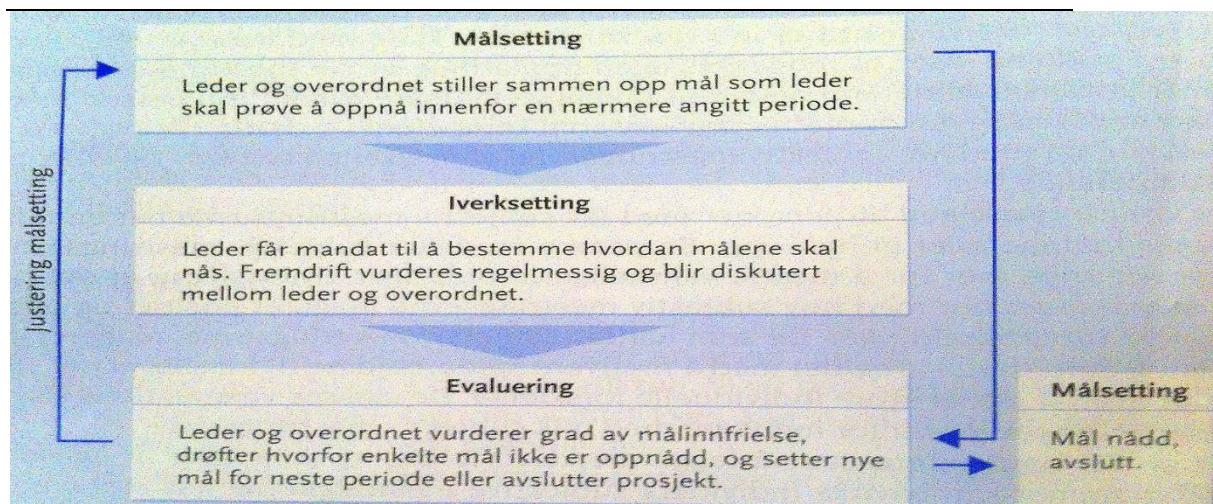 Målsetting
Leder og overordnet stiller sammen opp mål som leder
skal prøve å oppnå innenfor en nærmere angitt periode.
Justering målsetting
Iverksetting
Leder får mandat til å bestemme hvordan målene skal
nås. Fremdrift vurderes regelmessig og blir diskutert
mellom leder og overordnet.
Evaluering
Leder og overordnet vurderer grad av målinnfrielse,
drøfter hvorfor enkelte mål ikke er oppnådd, og setter nye
mål for neste periode eller avslutter prosjekt.
Målsetting
Mål nådd,
avslutt.